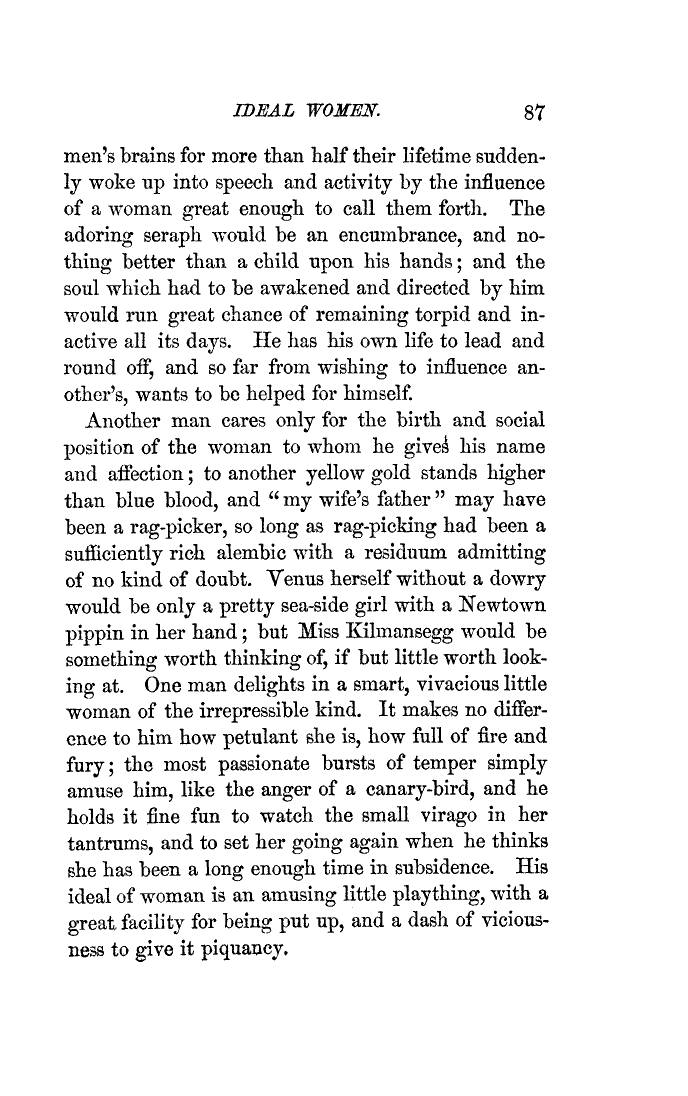 IDEAL WOMEN. 87
men's brains for more than half their lifetime sudden-
ly woke up into speech and activity by the influence
of a woman great enough to call them forth. The
adoring seraph would be an encumbrance, and no-
thing better than a child upon his hands; and the
soul which had to be awakened and directed by him
would run great chance of remaining torpid and in-
active all its days. He has his own life to lead and
round off, and so far from wishing to influence an-
other's, wants to be helped for himself.
Another man cares only for the birth and social
position of the woman to whom he gives his name
and affection; to another yellow gold stands higher
than blue blood, and "my wife's father" may have
been a rag-picker, so long as rag-picking had been a
sufficiently rich alembic with a residuum admitting
of no kind of doubt. Venus herself without a dowry
would be only a pretty sea-side girl with a Newtown
pippin in her hand; but Miss Kilmansegg would be
something worth thinking of, if but little worth look-
ing at. One man delights in a smart, vivacious little
woman of the irrepressible kind. It makes no differ-
ence to him how petulant she is, how full of fire and
fury; the most passionate bursts of temper simply
amuse him, like the anger of a canary-bird, and he
holds it fine fun to watch the small virago in her
tantrums, and to set her going again when he thinks
she has been a long enough time in subsidence. His
ideal of woman is an amusing little plaything, with a
great facility for being put up, and a dash of vicious-
ness to give it piquancy.